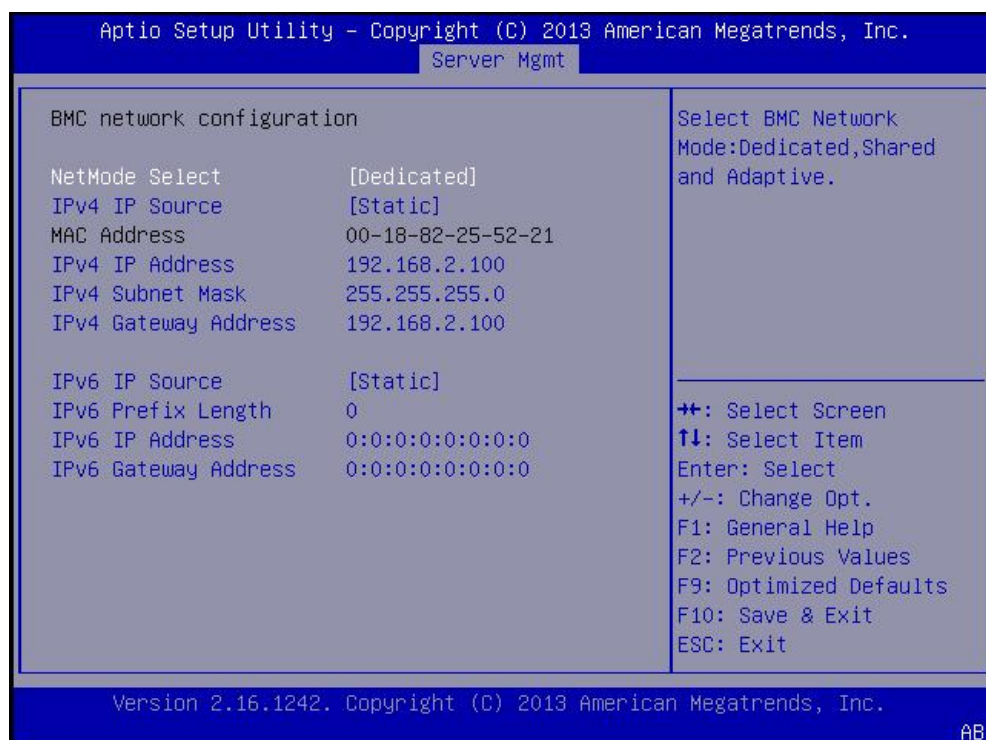 Aptio Setup Utility – Copyright (C) 2013 American Megatrends, Inc.
Server Mgmt
BMC network configuration
NetMode Select [Dedicated]
IPv4 IP Source [Static]
MAC Address 00-18-82-25-52-21
IPv4 IP Address 192.168.2.100
IPv4 Subnet Mask 255.255.255.0
IPv4 Gateway Address 192.168.2.100
IPv6 IP Source [Static]
IPv6 Prefix Length 0
IPv6 IP Address 0:0:0:0:0:0:0:0
IPv6 Gateway Address 0:0:0:0:0:0:0:0
Select BMC Network
Mode:Dedicated,Shared
and Adaptive.
→←: Select Screen
↑↓: Select Item
Enter: Select
+/-: Change Opt.
F1: General Help
F2: Previous Values
F9: Optimized Defaults
F10: Save & Exit
ESC: Exit
Version 2.16.1242. Copyright (C) 2013 American Megatrends, Inc.
AB